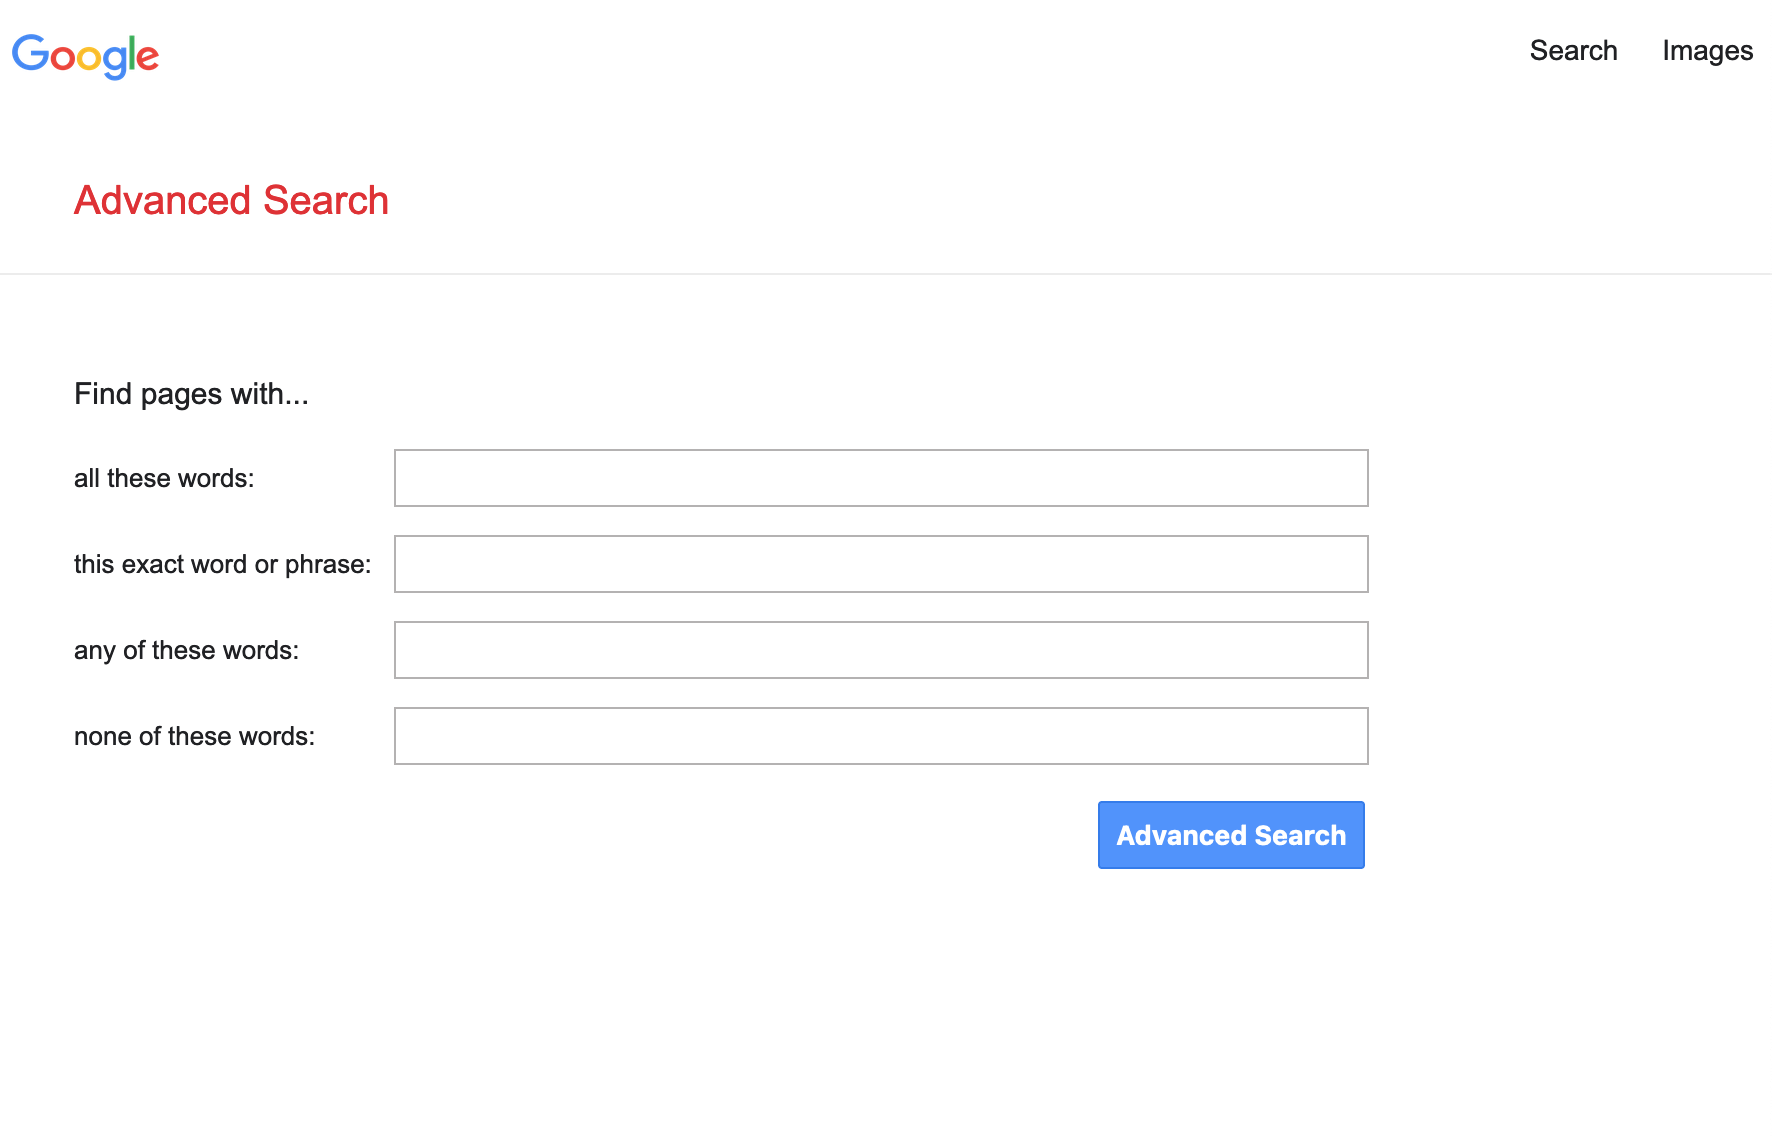 Google
Search Images
Advanced Search
Find pages with...
all these words:
this exact word or phrase:
any of these words:
none of these words:
Advanced Search